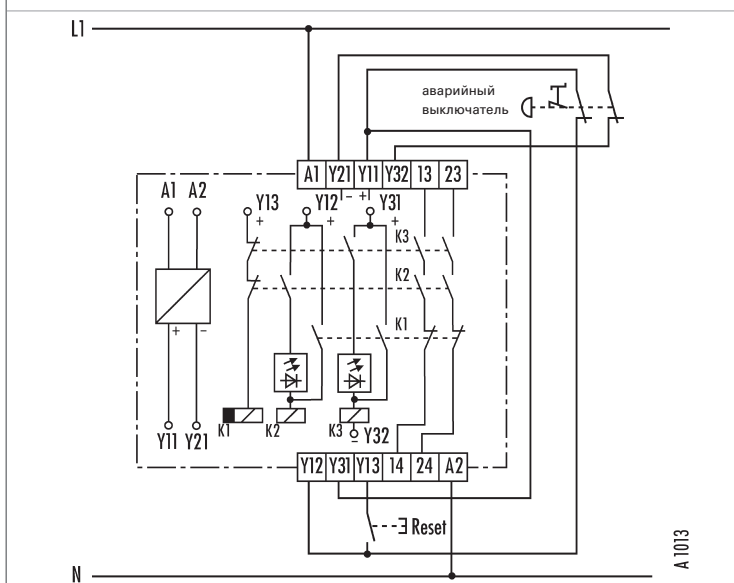 L1
аварийный
выключатель
A1 Y21 Y11 Y32 13 23
– +
A1 A2 Y13 Y12 Y31
+ + +
K3
K2
K1
+ –
K1 K2 K3 Y32
–
Y11 Y21
Y12 Y31 Y13 14 24 A2
Reset
A 1013
N